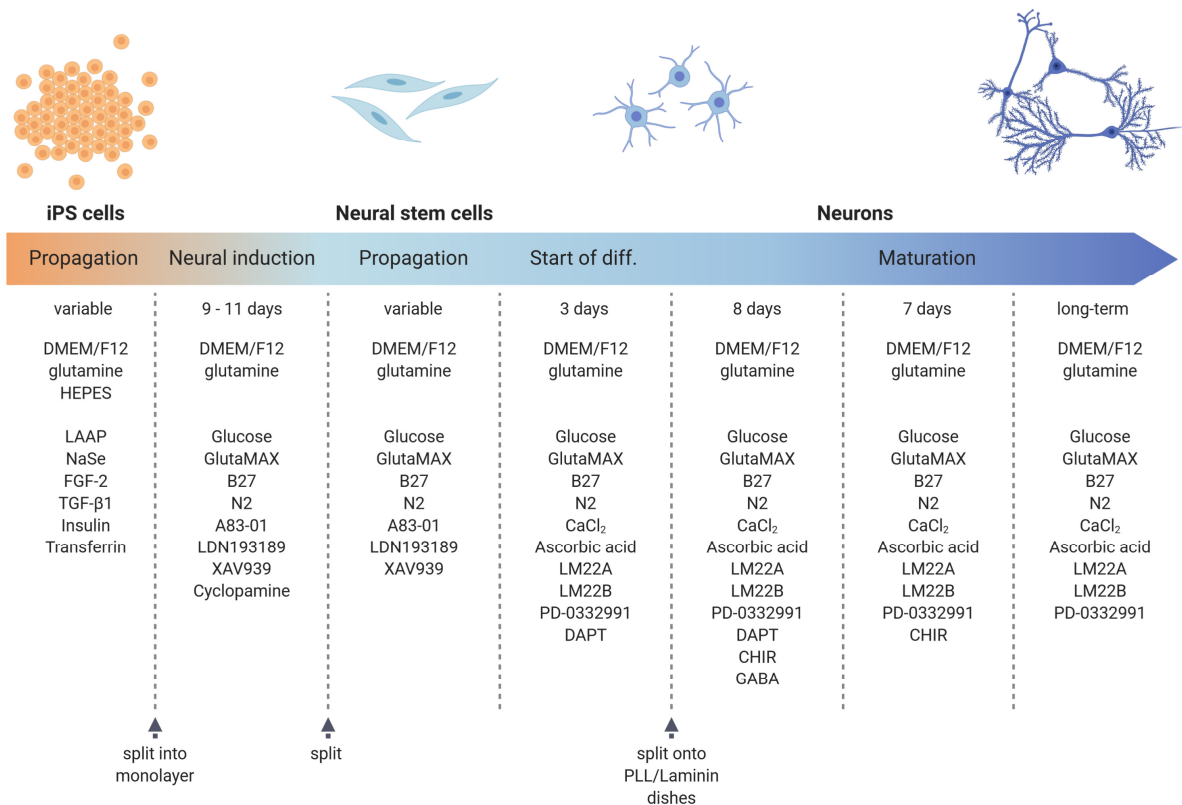 iPS cells
Neural stem cells
Neurons
Propagation
Neural induction
Propagation
Start of diff.
Maturation
variable
9 - 11 days
variable
3 days
8 days
7 days
long-term
DMEM/F12
glutamine
HEPES
LAAP
NaSe
FGF-2
TGF-β1
Insulin
Transferrin
DMEM/F12
glutamine
Glucose
GlutaMAX
B27
N2
A83-01
LDN193189
XAV939
Cyclopamine
DMEM/F12
glutamine
Glucose
GlutaMAX
B27
N2
A83-01
LDN193189
XAV939
DMEM/F12
glutamine
Glucose
GlutaMAX
B27
N2
CaCl₂
Ascorbic acid
LM22A
LM22B
PD-0332991
DAPT
DMEM/F12
glutamine
Glucose
GlutaMAX
B27
N2
CaCl₂
Ascorbic acid
LM22A
LM22B
PD-0332991
DAPT
CHIR
GABA
DMEM/F12
glutamine
Glucose
GlutaMAX
B27
N2
CaCl₂
Ascorbic acid
LM22A
LM22B
PD-0332991
CHIR
DMEM/F12
glutamine
Glucose
GlutaMAX
B27
N2
CaCl₂
Ascorbic acid
LM22A
LM22B
PD-0332991
split into
monolayer
split
split onto
PLL/Laminin
dishes